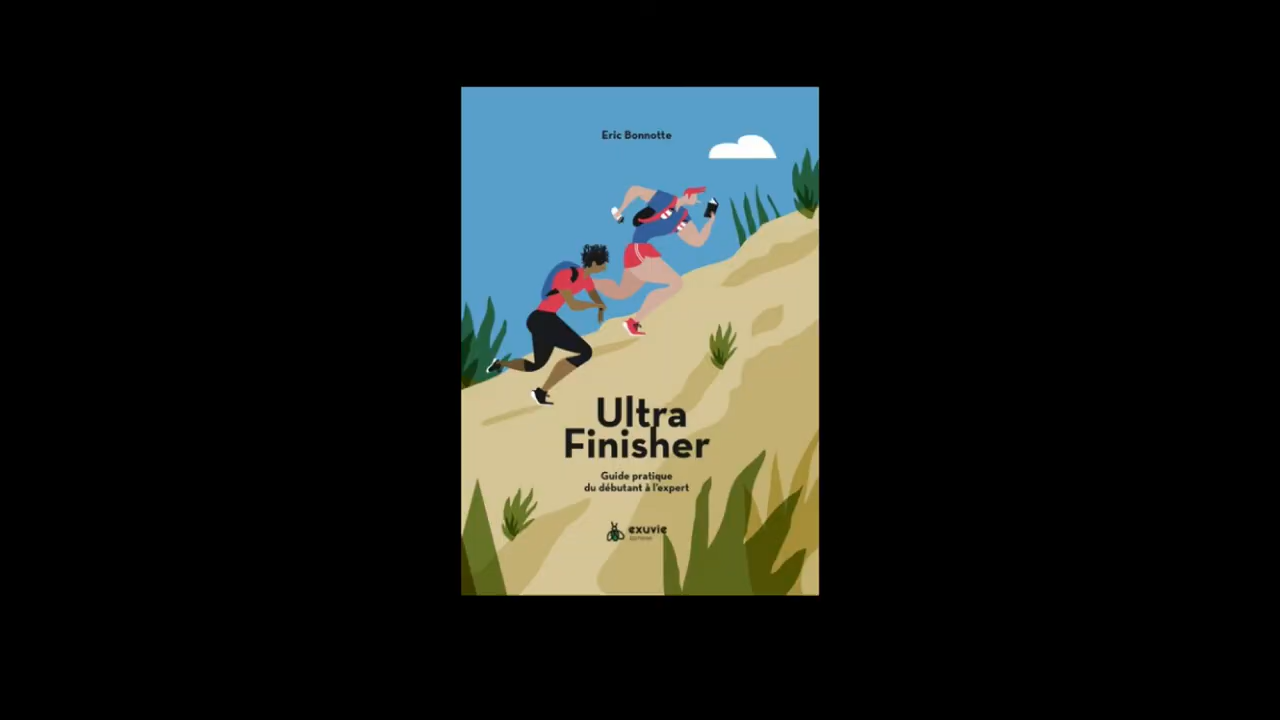 Eric Bonnotte
Ultra
Finisher
Guide pratique
du débutant à l'expert
exuvie